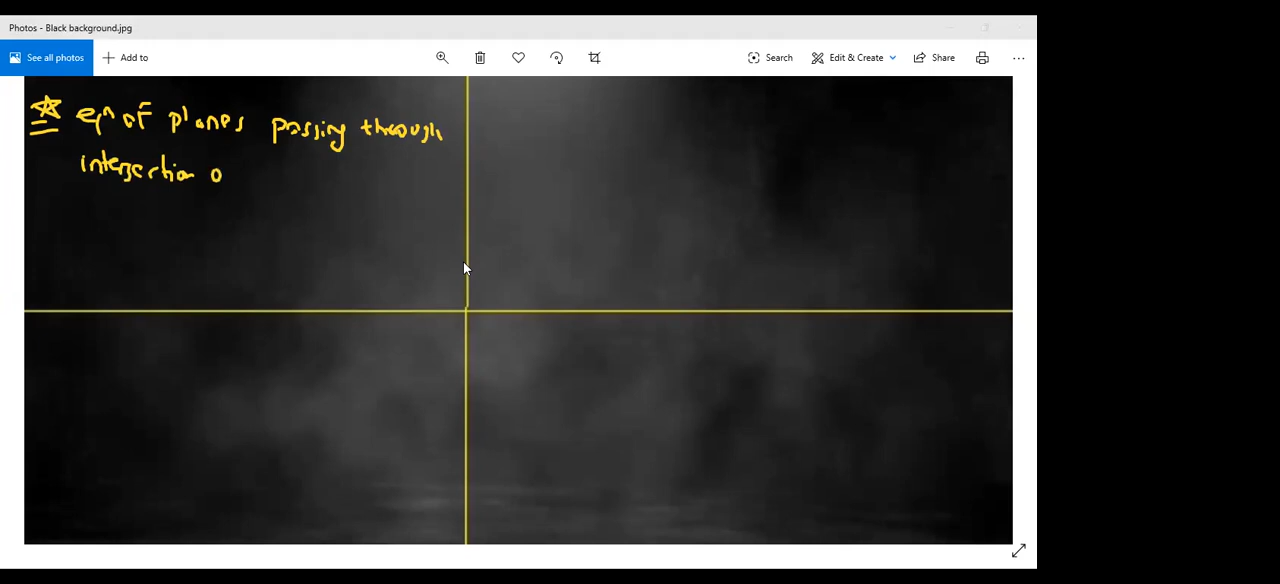 Photos - Black background.jpg
See all photos
Add to
Search
Edit & Create
Share
eqn of planes passing through
intersection o